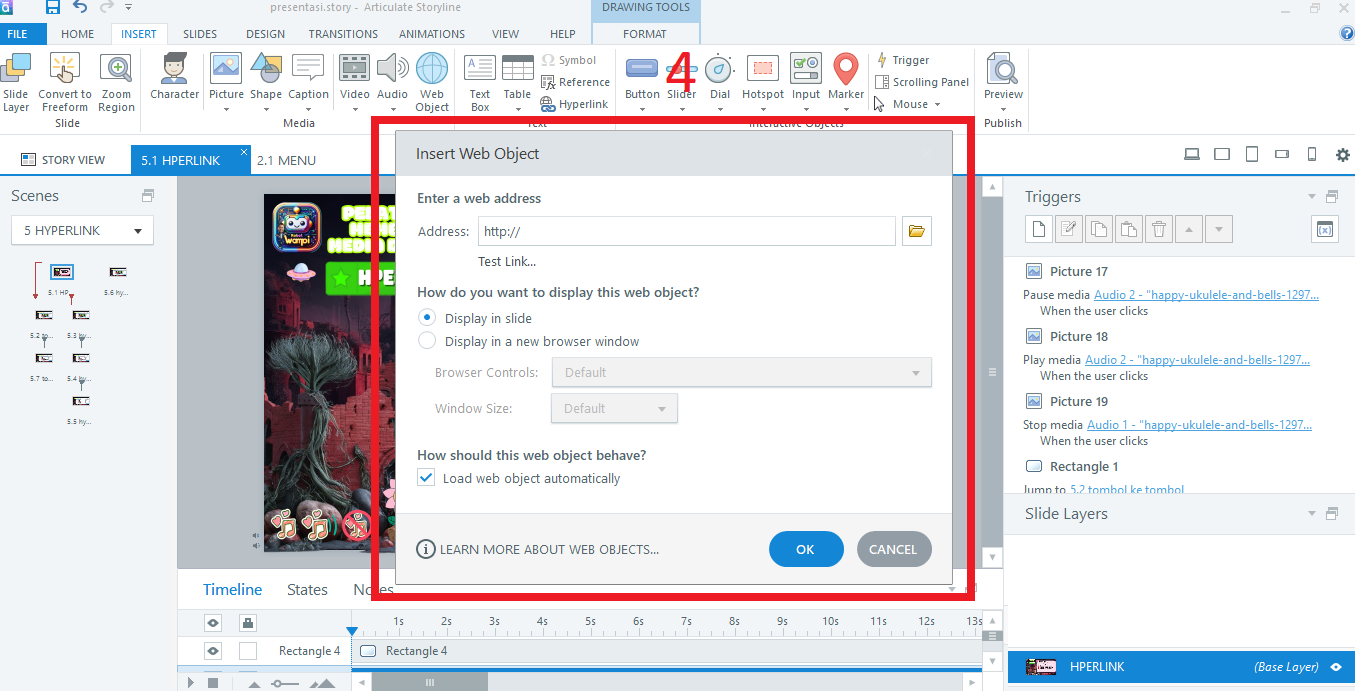 presentasi.story - Articulate Storyline
DRAWING TOOLS
FILE HOME INSERT SLIDES DESIGN TRANSITIONS ANIMATIONS VIEW HELP FORMAT
4
Slide Layer
Convert to Freeform
Zoom Region
Slide
Character
Picture
Shape
Caption
Video
Audio
Web Object
Media
Text Box
Table
Ω Symbol
Reference
Hyperlink
Text
Button
Slider
Dial
Hotspot
Input
Marker
Interactive Objects
Trigger
Scrolling Panel
Mouse
Preview
Publish
STORY VIEW
5.1 HPERLINK
2.1 MENU
Scenes
5 HYPERLINK
5.1 HP...
5.6 hy...
5.2 to...
5.3 hy...
5.7 to...
5.4 hy...
5.5 hy...
Robot
Wampi
Insert Web Object
Enter a web address
Address: http://
Test Link...
How do you want to display this web object?
Display in slide
Display in a new browser window
Browser Controls: Default
Window Size: Default
How should this web object behave?
Load web object automatically
LEARN MORE ABOUT WEB OBJECTS...
OK
CANCEL
Triggers
Picture 17
Pause media Audio 2 - "happy-ukulele-and-bells-1297...
When the user clicks
Picture 18
Play media Audio 2 - "happy-ukulele-and-bells-1297...
When the user clicks
Picture 19
Stop media Audio 1 - "happy-ukulele-and-bells-1297...
When the user clicks
Rectangle 1
Jump to 5.2 tombol ke tombol
Slide Layers
HPERLINK (Base Layer)
Timeline States Notes
1s 2s 3s 4s 5s 6s 7s 8s 9s 10s 11s 12s 13s
Rectangle 4 Rectangle 4